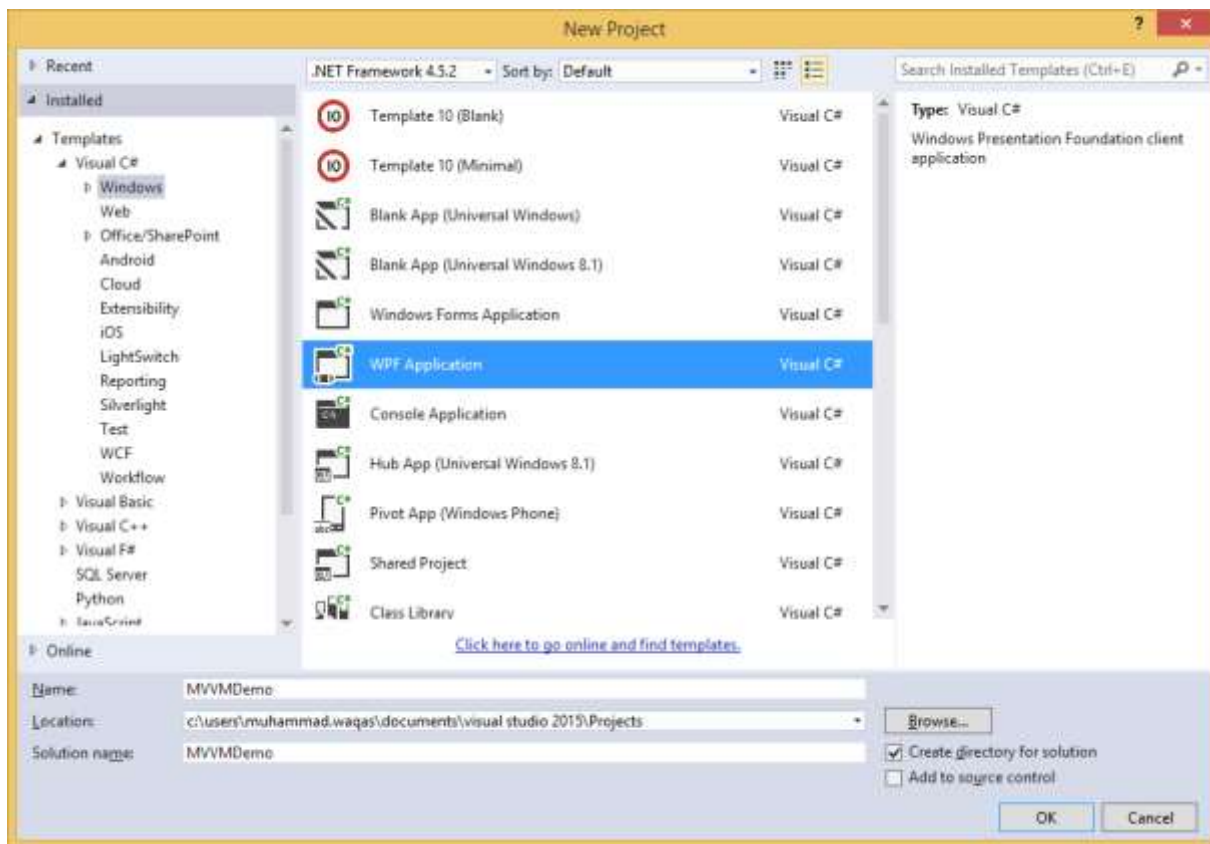 New Project
?
Recent
.NET Framework 4.5.2
Sort by: Default
Search Installed Templates (Ctrl+E)
Installed
Templates
Visual C#
Windows
Web
Office/SharePoint
Android
Cloud
Extensibility
iOS
LightSwitch
Reporting
Silverlight
Test
WCF
Workflow
Visual Basic
Visual C++
Visual F#
SQL Server
Python
JavaScript
Online
Template 10 (Blank) Visual C#
Template 10 (Minimal) Visual C#
Blank App (Universal Windows) Visual C#
Blank App (Universal Windows 8.1) Visual C#
Windows Forms Application Visual C#
WPF Application Visual C#
Console Application Visual C#
Hub App (Universal Windows 8.1) Visual C#
Pivot App (Windows Phone) Visual C#
Shared Project Visual C#
Class Library Visual C#
Click here to go online and find templates.
Type: Visual C#
Windows Presentation Foundation client
application
Name: MVVMDemo
Location: c:\users\muhammad.waqas\documents\visual studio 2015\Projects
Browse...
Solution name: MVVMDemo
Create directory for solution
Add to source control
OK
Cancel